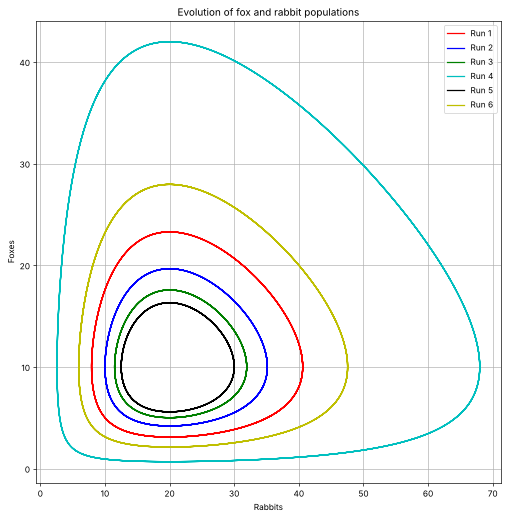 Evolution of fox and rabbit populations
Run 1
Run 2
Run 3
Run 4
Run 5
Run 6
40
30
20
10
0
Foxes
0 10 20 30 40 50 60 70
Rabbits